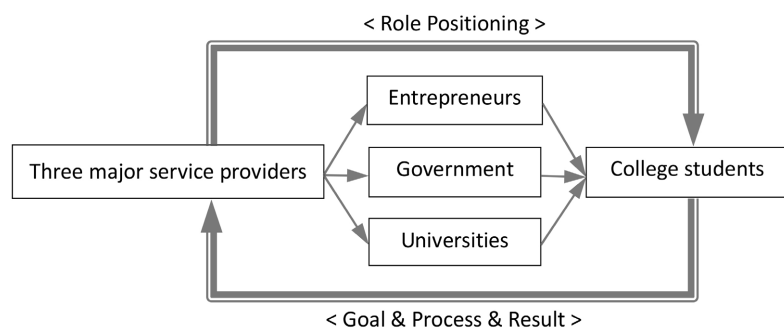 < Role Positioning >
Entrepreneurs
Three major service providers
Government
College students
Universities
< Goal & Process & Result >